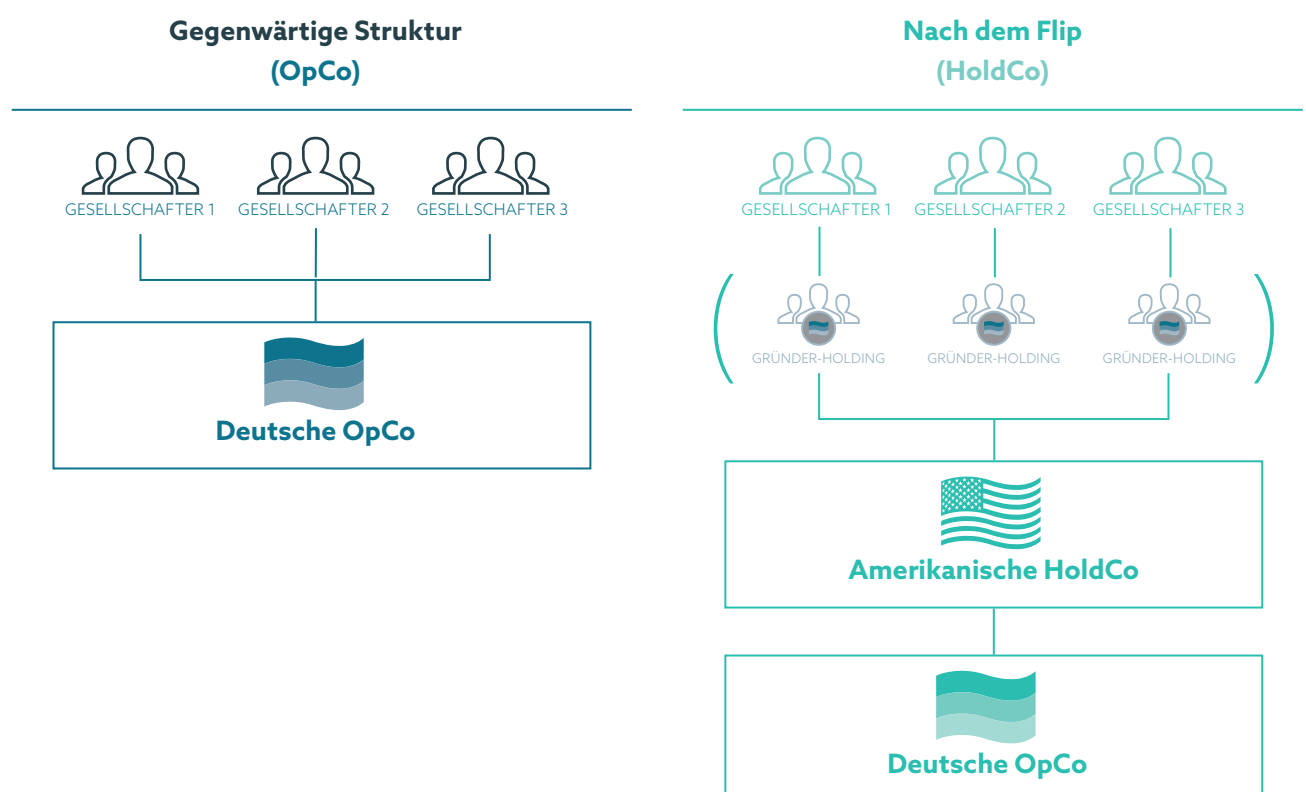 Gegenwärtige Struktur
(OpCo)
GESELLSCHAFTER 1
GESELLSCHAFTER 2
GESELLSCHAFTER 3
Deutsche OpCo
Nach dem Flip
(HoldCo)
GESELLSCHAFTER 1
GESELLSCHAFTER 2
GESELLSCHAFTER 3
GRÜNDER-HOLDING
GRÜNDER-HOLDING
GRÜNDER-HOLDING
Amerikanische HoldCo
Deutsche OpCo